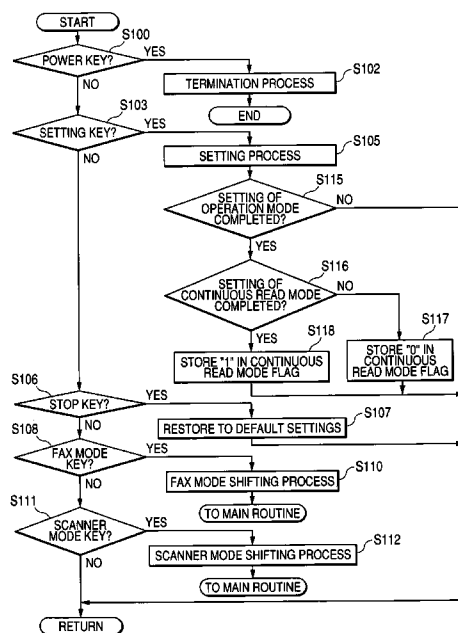 START
S100
POWER KEY?
YES
NO
S102
TERMINATION PROCESS
END
S103
SETTING KEY?
YES
NO
S105
SETTING PROCESS
S115
SETTING OF
OPERATION MODE
COMPLETED?
NO
YES
S116
SETTING OF
CONTINUOUS READ MODE
COMPLETED?
NO
YES
S118
STORE "1" IN CONTINUOUS
READ MODE FLAG
S117
STORE "0" IN
CONTINUOUS
READ MODE FLAG
S106
STOP KEY?
YES
NO
S107
RESTORE TO DEFAULT SETTINGS
S108
FAX MODE
KEY?
YES
NO
S110
FAX MODE SHIFTING PROCESS
TO MAIN ROUTINE
S111
SCANNER
MODE KEY?
YES
NO
S112
SCANNER MODE SHIFTING PROCESS
TO MAIN ROUTINE
RETURN